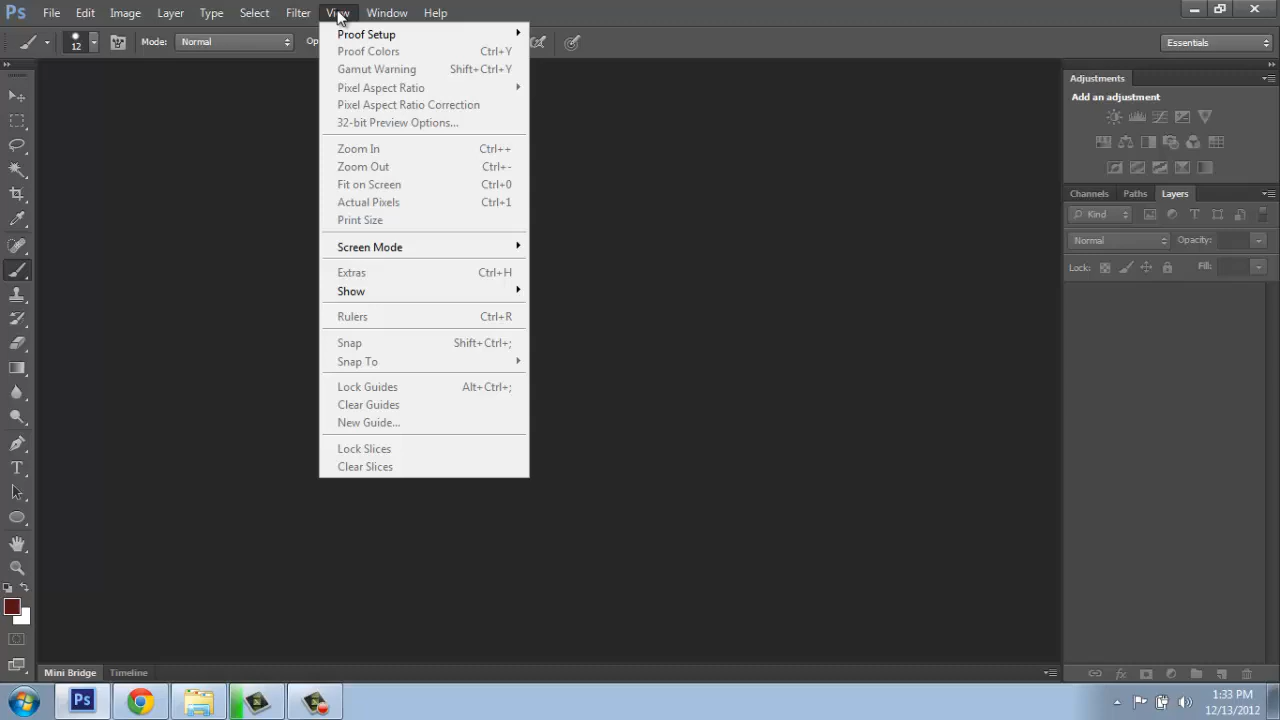 Ps File Edit Image Layer Type Select Filter View Window Help
12 Mode: Normal Op Essentials
Proof Setup
Proof Colors Ctrl+Y
Gamut Warning Shift+Ctrl+Y
Pixel Aspect Ratio
Pixel Aspect Ratio Correction
32-bit Preview Options...
Zoom In Ctrl++
Zoom Out Ctrl+-
Fit on Screen Ctrl+0
Actual Pixels Ctrl+1
Print Size
Screen Mode
Extras Ctrl+H
Show
Rulers Ctrl+R
Snap Shift+Ctrl+;
Snap To
Lock Guides Alt+Ctrl+;
Clear Guides
New Guide...
Lock Slices
Clear Slices
Adjustments
Add an adjustment
Channels Paths Layers
Kind
Normal Opacity:
Lock: Fill:
Mini Bridge Timeline
Ps
1:33 PM
12/13/2012